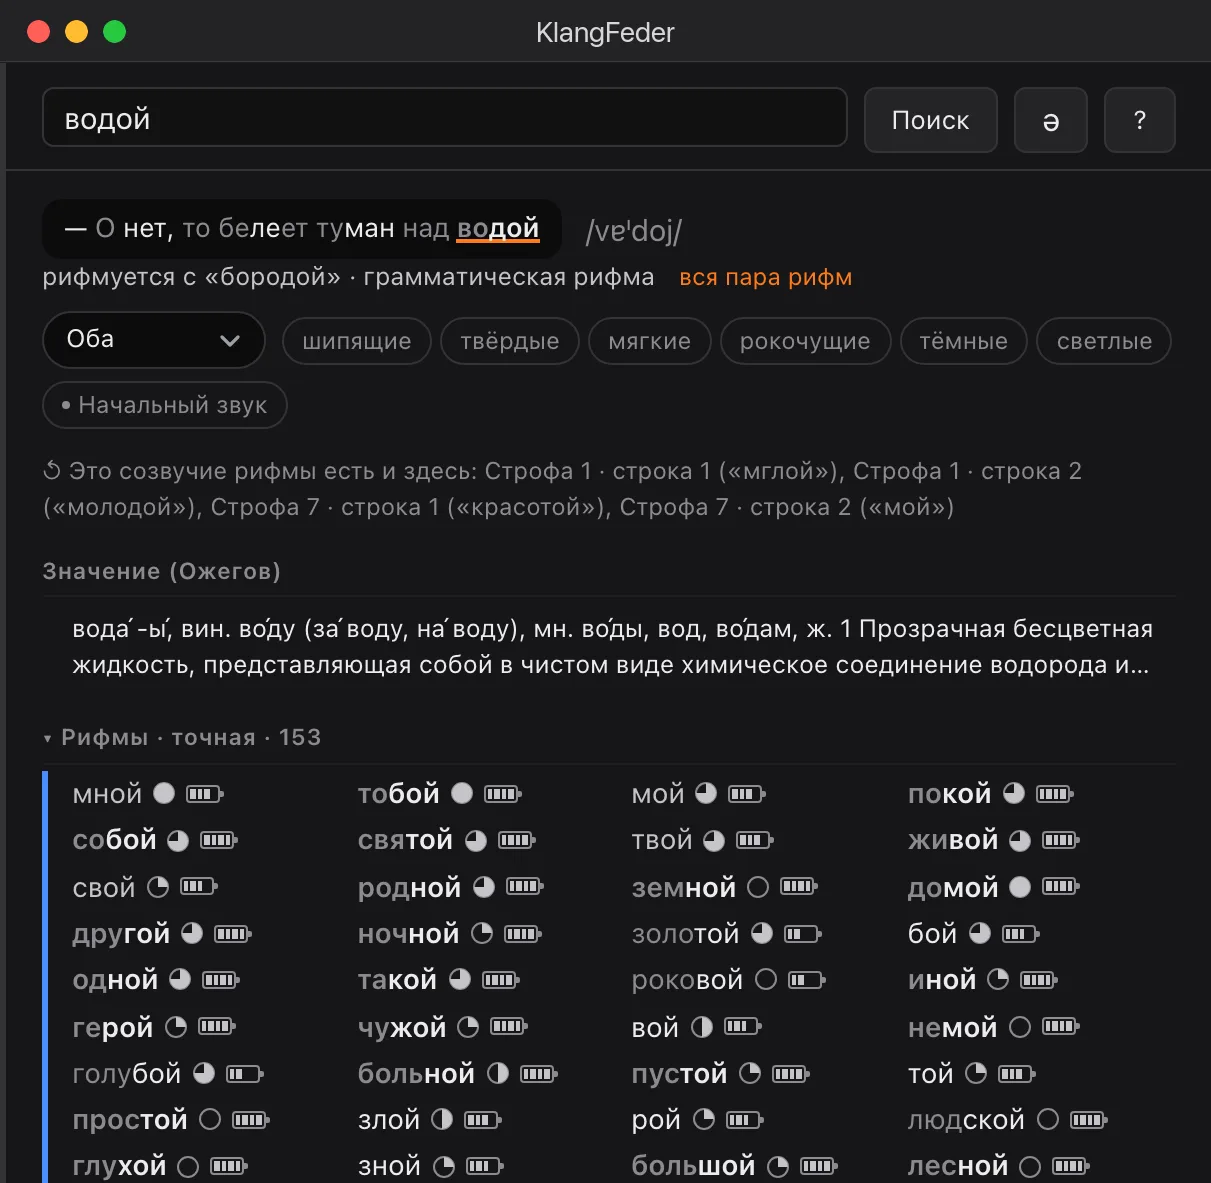 KlangFeder
водой Поиск ə ?
— О нет, то белеет туман над водой /vɐˈdoj/
рифмуется с «бородой» · грамматическая рифма вся пара рифм
Оба шипящие твёрдые мягкие рокочущие тёмные светлые
• Начальный звук
↺ Это созвучие рифмы есть и здесь: Строфа 1 · строка 1 («мглой»), Строфа 1 · строка 2
(«молодой»), Строфа 7 · строка 1 («красотой»), Строфа 7 · строка 2 («мой»)
Значение (Ожегов)
вода́ -ы́, вин. во́ду (за́ воду, на́ воду), мн. во́ды, вод, во́дам, ж. 1 Прозрачная бесцветная
жидкость, представляющая собой в чистом виде химическое соединение водорода и...
▾ Рифмы · точная · 153
мной тобой мой покой
собой святой твой живой
свой родной земной домой
другой ночной золотой бой
одной такой роковой иной
герой чужой вой немой
голубой больной пустой той
простой злой рой людской
глухой зной большой лесной